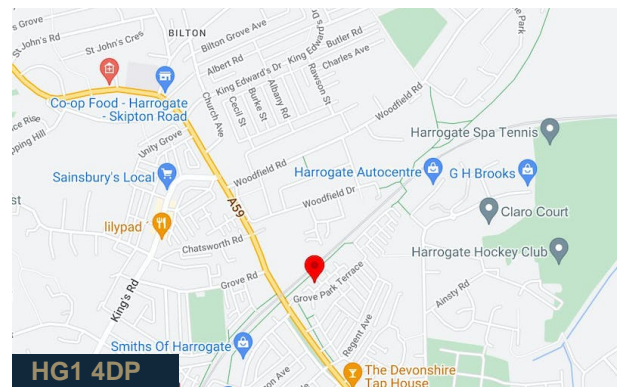 St John's Rd
BILTON
St John's Cres
Bilton Grove Ave
King Edward's Dr
Butler Rd
Charles Ave
Albert Rd
King Edward's Dr
Rawson St
Albany Rd
Burke St
Cecil St
Church Ave
Woodfield Rd
Co-op Food - Harrogate
- Skipton Road
Unity Grove
Harrogate Spa Tennis
Sainsbury's Local
Woodfield Rd
Harrogate Autocentre
G H Brooks
Woodfield Dr
A59
Claro Court
lilypad
Chatsworth Rd
Harrogate Hockey Club
Grove Rd
King's Rd
Grove Park Terrace
Ainsty Rd
Regent Ave
Smiths Of Harrogate
HG1 4DP
The Devonshire
Tap House